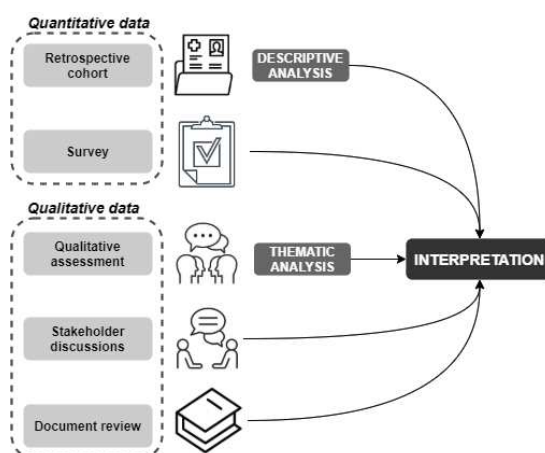 Quantitative data
Retrospective
cohort
DESCRIPTIVE
ANALYSIS
Survey
Qualitative data
Qualitative
assessment
THEMATIC
ANALYSIS
INTERPRETATION
Stakeholder
discussions
Document review